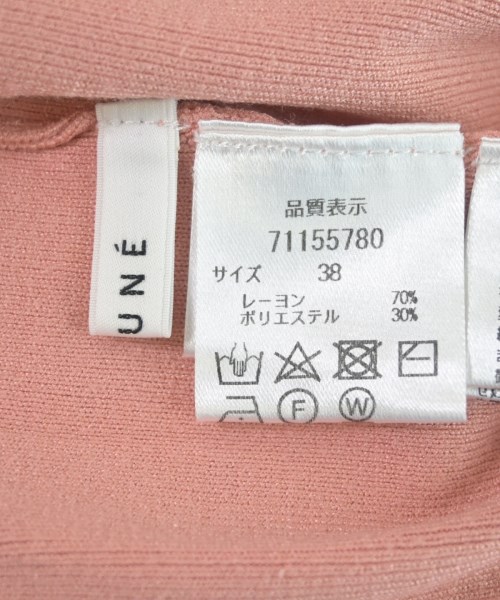 UNÉ
品質表示
71155780
サイズ 38
レーヨン 70%
ポリエステル 30%
F W